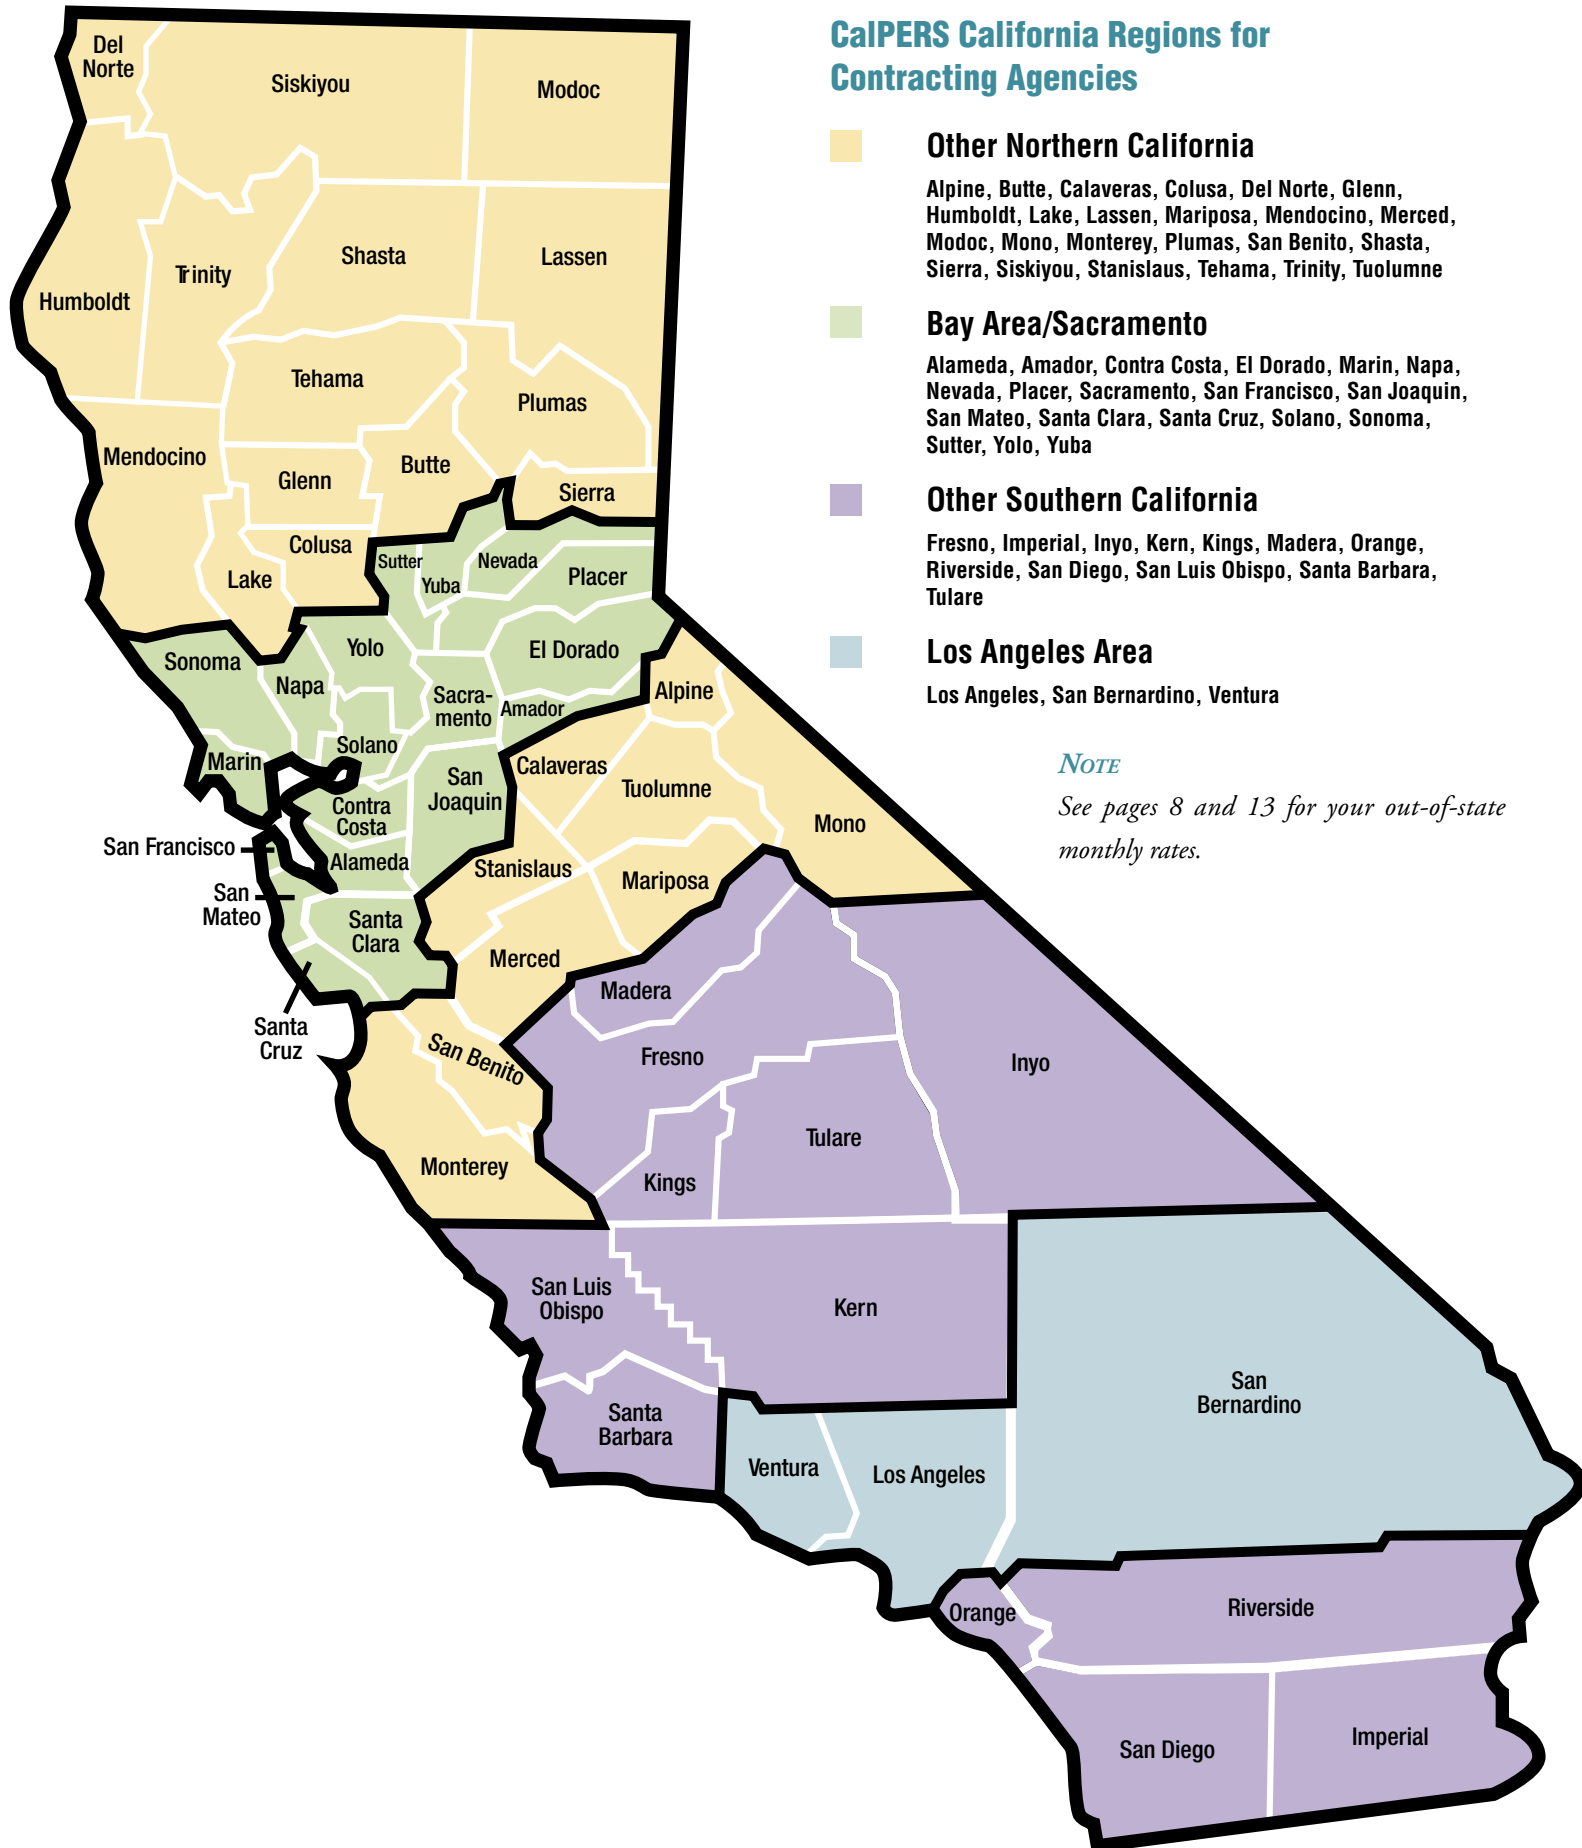 CalPERS California Regions for
Contracting Agencies
Other Northern California
Alpine, Butte, Calaveras, Colusa, Del Norte, Glenn,
Humboldt, Lake, Lassen, Mariposa, Mendocino, Merced,
Modoc, Mono, Monterey, Plumas, San Benito, Shasta,
Sierra, Siskiyou, Stanislaus, Tehama, Trinity, Tuolumne
Bay Area/Sacramento
Alameda, Amador, Contra Costa, El Dorado, Marin, Napa,
Nevada, Placer, Sacramento, San Francisco, San Joaquin,
San Mateo, Santa Clara, Santa Cruz, Solano, Sonoma,
Sutter, Yolo, Yuba
Other Southern California
Fresno, Imperial, Inyo, Kern, Kings, Madera, Orange,
Riverside, San Diego, San Luis Obispo, Santa Barbara,
Tulare
Los Angeles Area
Los Angeles, San Bernardino, Ventura
NOTE
See pages 8 and 13 for your out-of-state
monthly rates.
Del
Norte
Siskiyou
Modoc
Humboldt
Trinity
Shasta
Lassen
Tehama
Plumas
Mendocino
Glenn
Butte
Sierra
Colusa
Lake
Sutter
Yuba
Nevada
Placer
Sonoma
Napa
Yolo
El Dorado
Sacra-
mento
Amador
Alpine
Marin
Solano
San
Joaquin
Calaveras
Tuolumne
Mono
Contra
Costa
San Francisco
Alameda
Stanislaus
Mariposa
San
Mateo
Santa
Clara
Merced
Madera
Santa
Cruz
San Benito
Fresno
Inyo
Monterey
Kings
Tulare
San Luis
Obispo
Kern
Santa
Barbara
Ventura
Los Angeles
San
Bernardino
Orange
Riverside
San Diego
Imperial